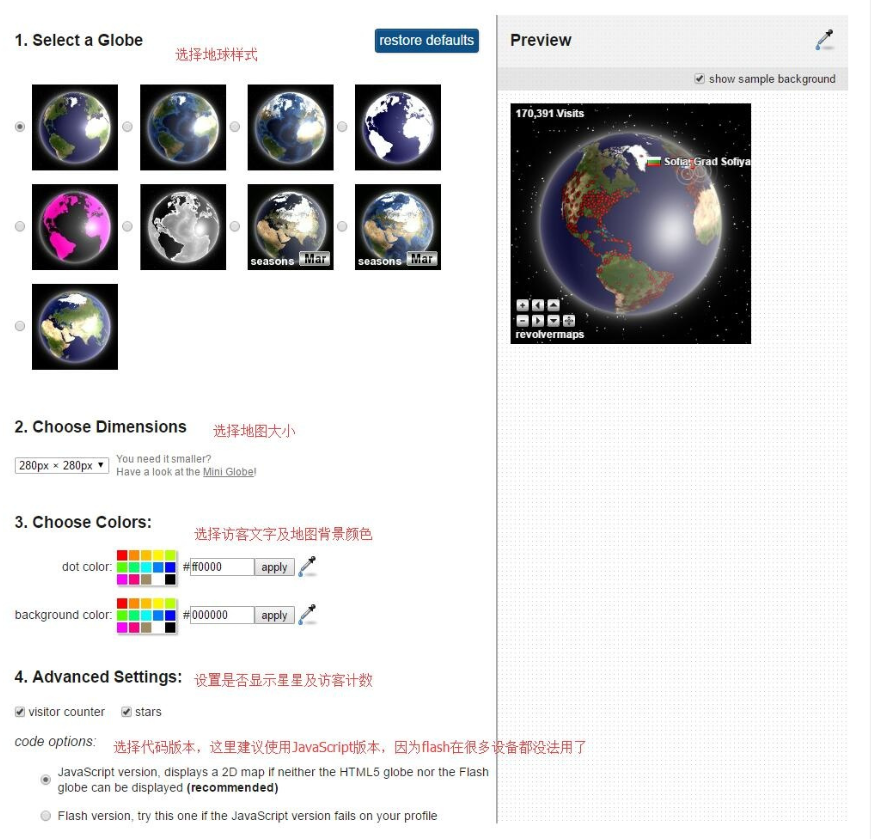 1. Select a Globe
选择地球样式
restore defaults
seasons Mar
seasons Mar
2. Choose Dimensions
选择地图大小
280px × 280px
You need it smaller?
Have a look at the Mini Globe!
3. Choose Colors:
选择访客文字及地图背景颜色
dot color: #ff0000 apply
background color: #000000 apply
4. Advanced Settings:
设置是否显示星星及访客计数
visitor counter stars
code options:
选择代码版本，这里建议使用JavaScript版本，因为flash在很多设备都没法用了
JavaScript version, displays a 2D map if neither the HTML5 globe nor the Flash
globe can be displayed (recommended)
Flash version, try this one if the JavaScript version fails on your profile
Preview
show sample background
170,391 Visits
Sofia-Grad Sofiya
revolvermaps